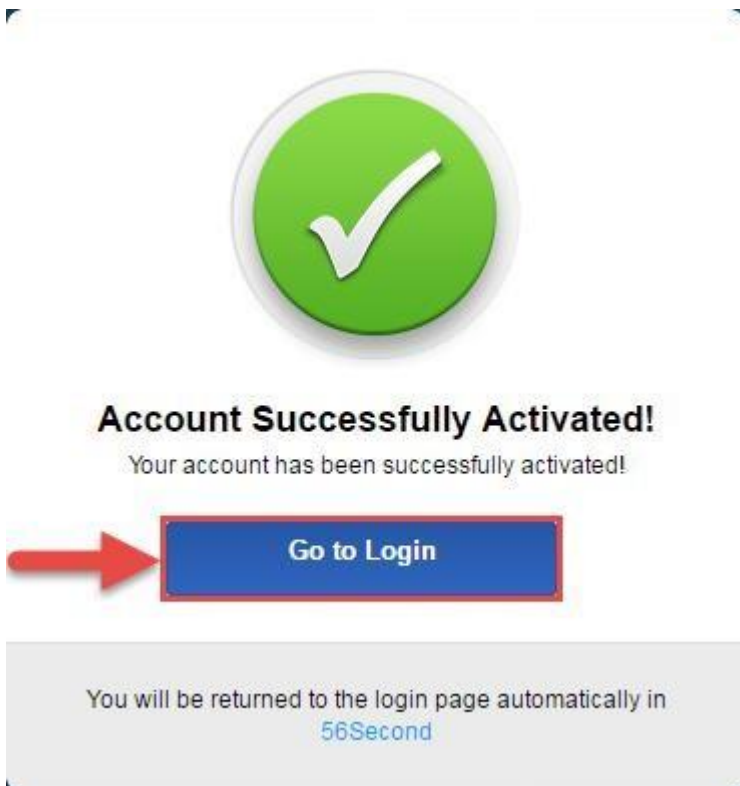 Account Successfully Activated!
Your account has been successfully activated!
Go to Login
You will be returned to the login page automatically in
56Second